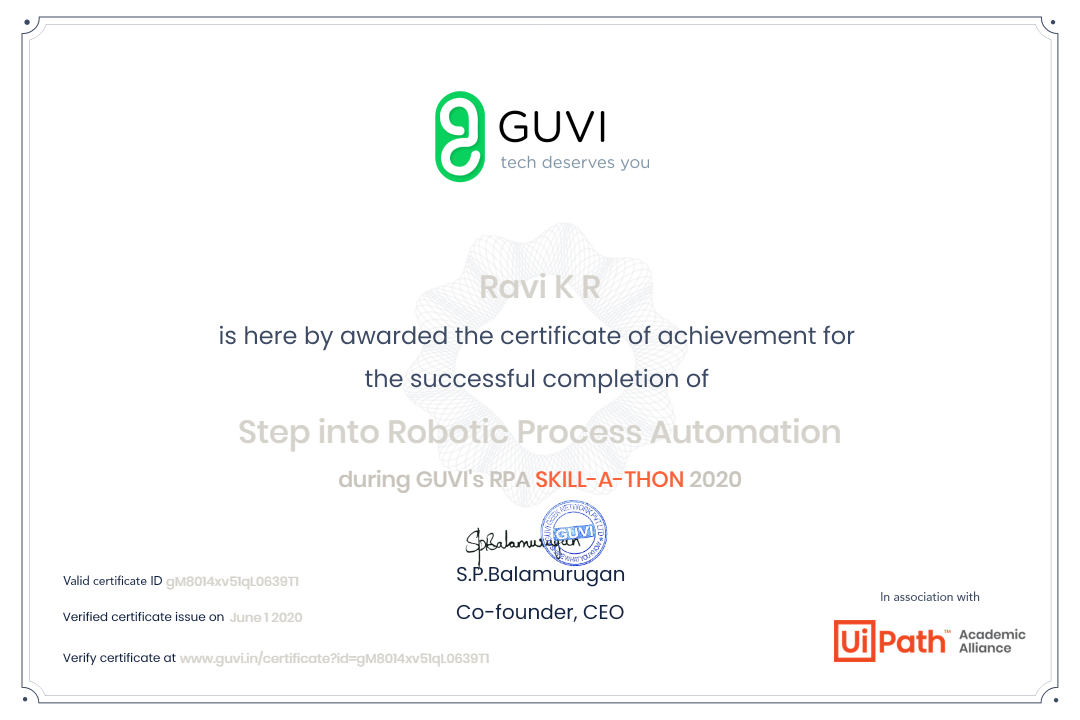 GUVI
tech deserves you
Ravi K R
is here by awarded the certificate of achievement for
the successful completion of
Step into Robotic Process Automation
during GUVI's RPA SKILL-A-THON 2020
SPBalamurugan
GUVI
S.P.Balamurugan
Co-founder, CEO
Valid certificate ID gM8014xv51qL0639T1
Verified certificate issue on June 1 2020
Verify certificate at www.guvi.in/certificate?id=gM8014xv51qL0639T1
In association with
UiPath™ Academic
Alliance